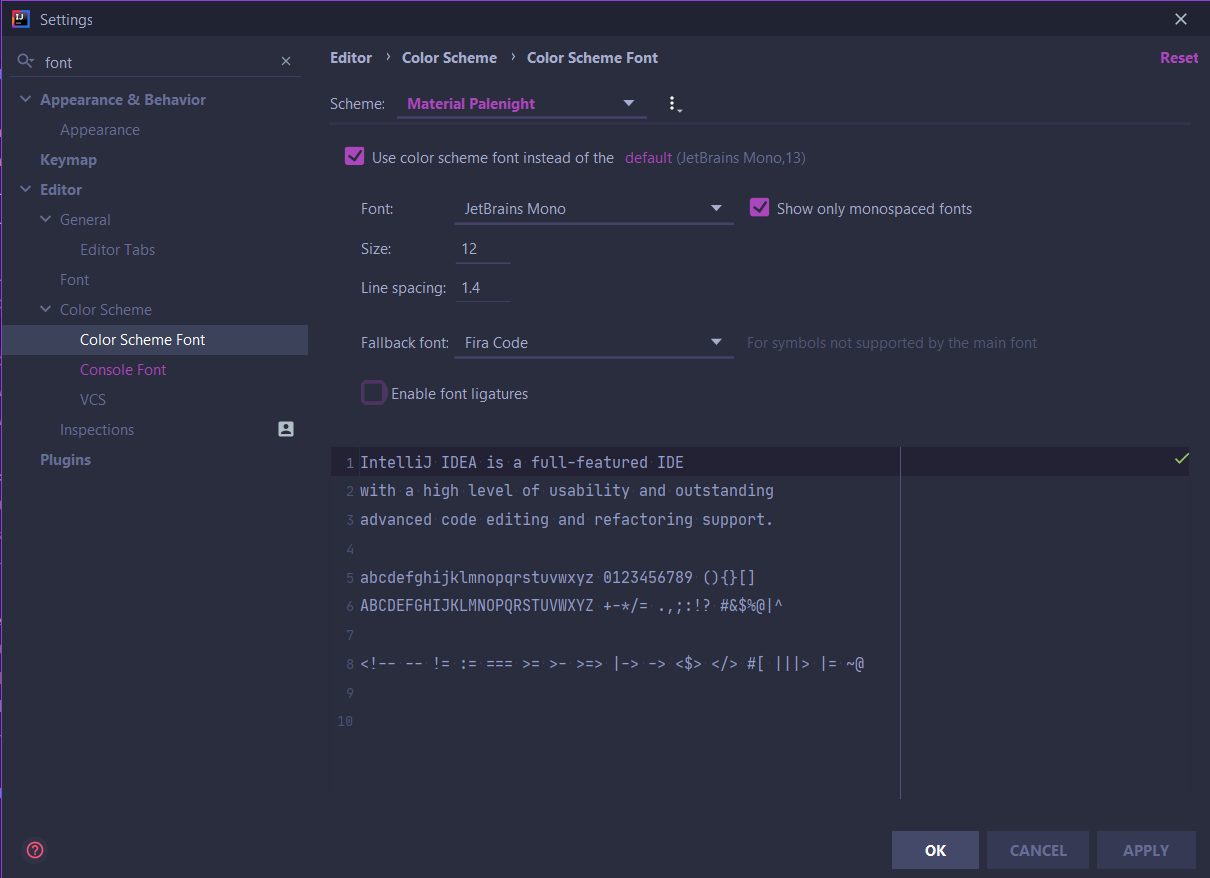 Settings
font
Editor › Color Scheme › Color Scheme Font
Reset
Appearance & Behavior
Appearance
Keymap
Editor
General
Editor Tabs
Font
Color Scheme
Color Scheme Font
Console Font
VCS
Inspections
Plugins
Scheme: Material Palenight
Use color scheme font instead of the default (JetBrains Mono,13)
Font: JetBrains Mono
Show only monospaced fonts
Size: 12
Line spacing: 1.4
Fallback font: Fira Code
For symbols not supported by the main font
Enable font ligatures
1 IntelliJ IDEA is a full-featured IDE
2 with a high level of usability and outstanding
3 advanced code editing and refactoring support.
4
5 abcdefghijklmnopqrstuvwxyz 0123456789 (){}[]
6 ABCDEFGHIJKLMNOPQRSTUVWXYZ +-*/= .,;:!? #&$%@|^
7
8 <!-- -- != := === >= >- >=> |-> -> <$> </> #[ |||> |= ~@
9
10
OK
CANCEL
APPLY